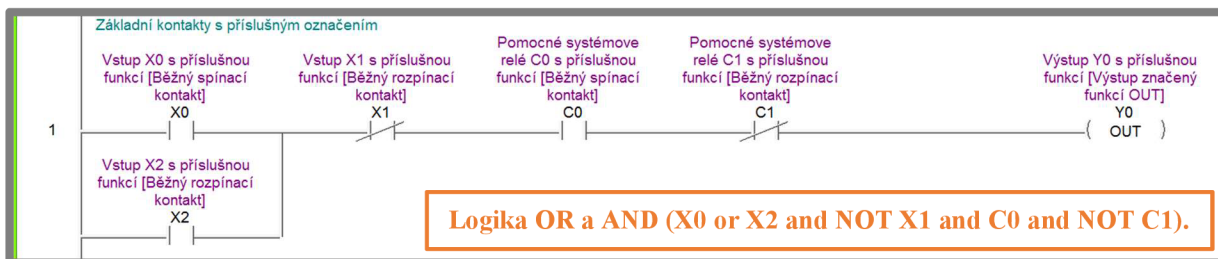 Základní kontakty s příslušným označením
Vstup X0 s příslušnou
funkcí [Běžný spínací
kontakt]
X0
Vstup X1 s příslušnou
funkcí [Běžný rozpínací
kontakt]
X1
Pomocné systémove
relé C0 s příslušnou
funkcí [Běžný spínací
kontakt]
C0
Pomocné systémove
relé C1 s příslušnou
funkcí [Běžný rozpínací
kontakt]
C1
Výstup Y0 s příslušnou
funkcí [Výstup značený
funkcí OUT]
Y0
OUT
1
Vstup X2 s příslušnou
funkcí [Běžný rozpínací
kontakt]
X2
Logika OR a AND (X0 or X2 and NOT X1 and C0 and NOT C1).